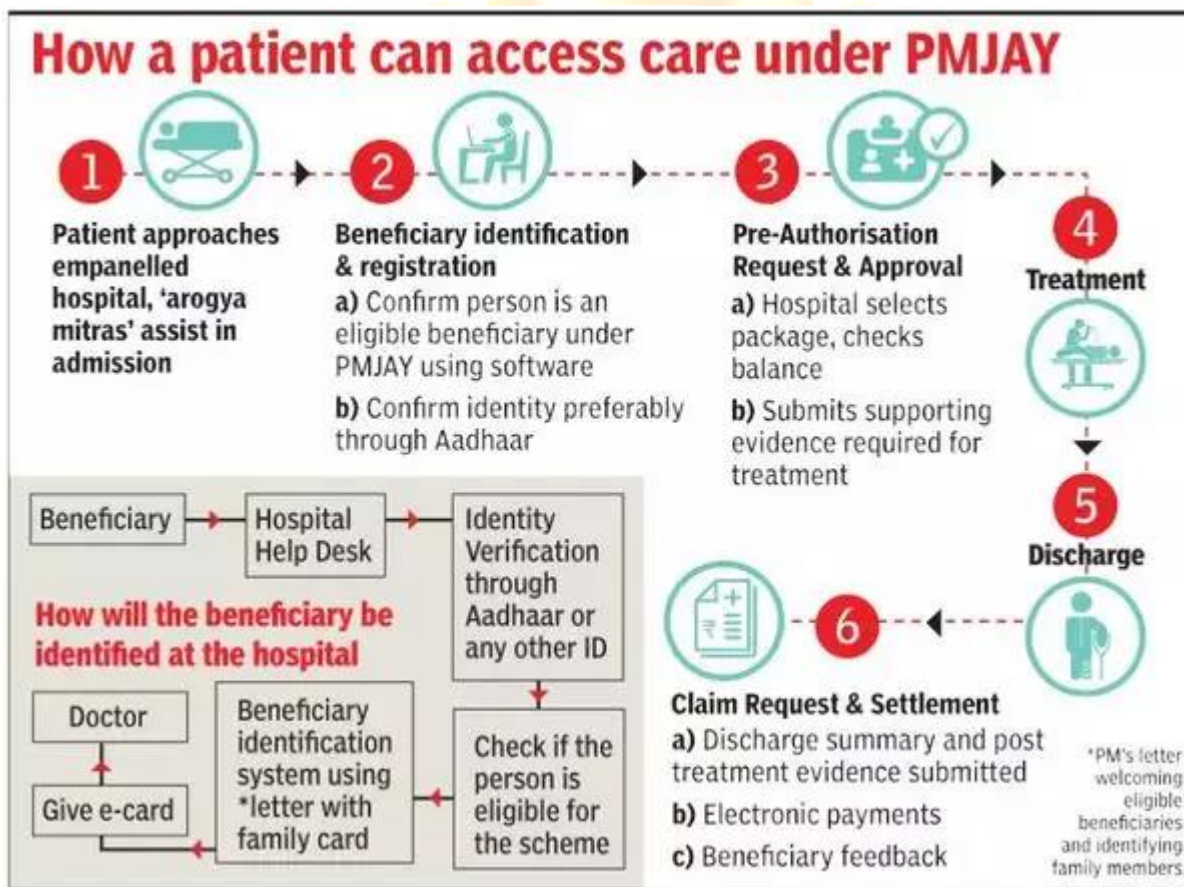 How a patient can access care under PMJAY
1
Patient approaches
empanelled
hospital, ‘arogya
mitras’ assist in
admission
2
Beneficiary identification
& registration
a) Confirm person is an
eligible beneficiary under
PMJAY using software
b) Confirm identity preferably
through Aadhaar
3
Pre-Authorisation
Request & Approval
a) Hospital selects
package, checks
balance
b) Submits supporting
evidence required for
treatment
4
Treatment
5
Discharge
6
₹
Claim Request & Settlement
a) Discharge summary and post
treatment evidence submitted
b) Electronic payments
c) Beneficiary feedback
*PM's letter
welcoming
eligible
beneficiaries
and identifying
family members
How will the beneficiary be
identified at the hospital
Beneficiary
Hospital
Help Desk
Identity
Verification
through
Aadhaar or
any other ID
Check if the
person is
eligible for
the scheme
Beneficiary
identification
system using
*letter with
family card
Give e-card
Doctor